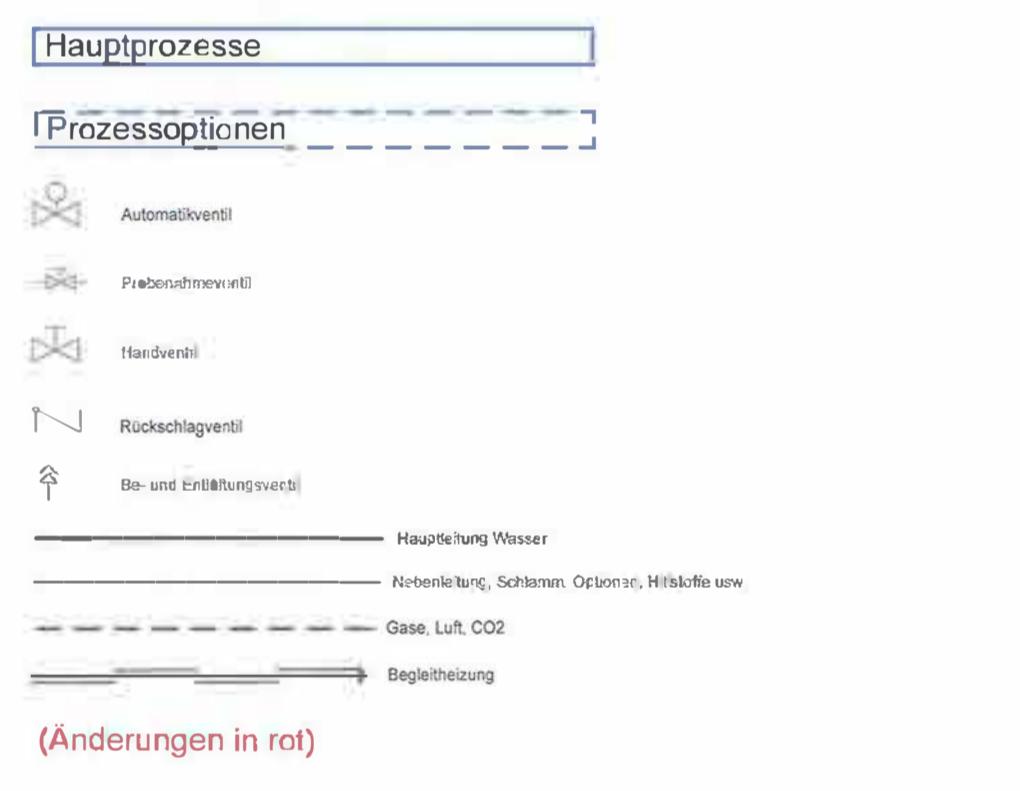 Hauptprozesse
Prozessoptionen
Automatikventil
Probenahmeventil
Handventil
Rückschlagventil
Be- und Entlüftungsventil
Hauptleitung Wasser
Nebenleitung, Schlamm, Optionen, Hilfsstoffe usw
Gase, Luft, CO2
Begleitheizung
(Änderungen in rot)